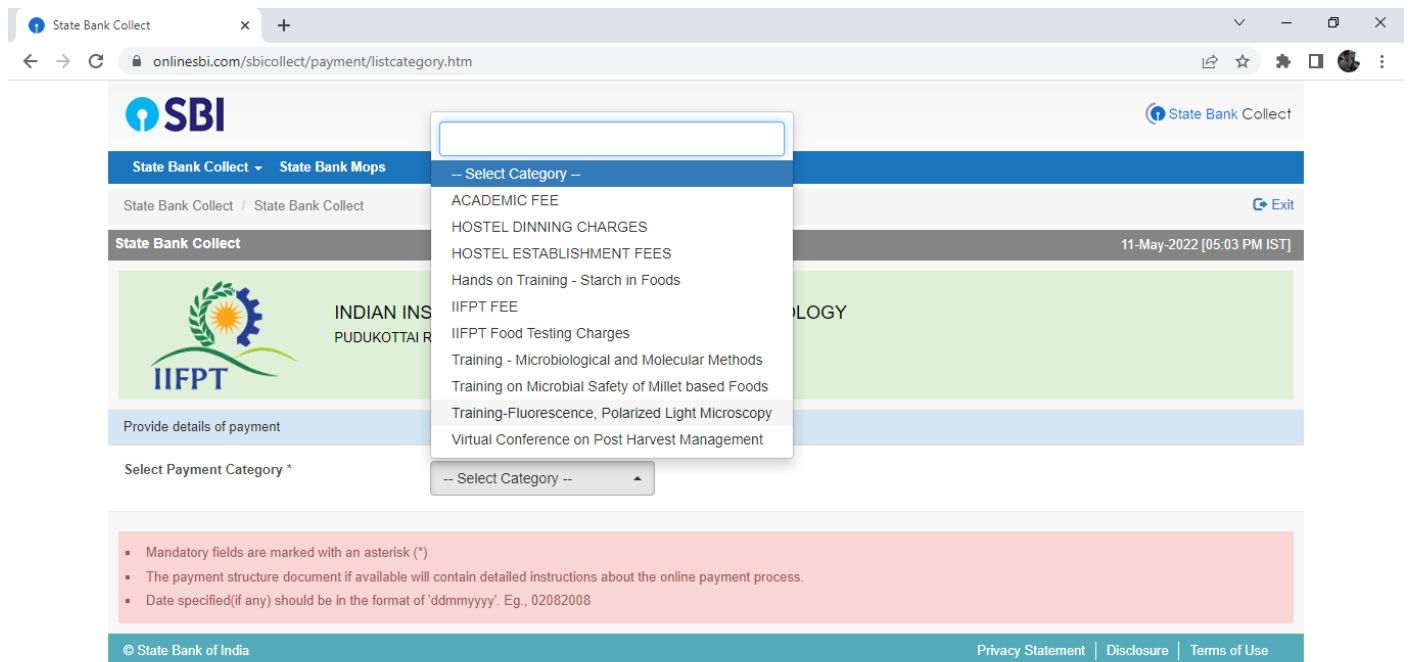 State Bank Collect
onlinesbi.com/sbicollect/payment/listcategory.htm
SBI
State Bank Collect
State Bank Collect State Bank Mops
State Bank Collect / State Bank Collect
Exit
State Bank Collect
11-May-2022 [05:03 PM IST]
IIFPT
INDIAN INS
LOGY
PUDUKOTTAI R
Provide details of payment
Select Payment Category *
-- Select Category --
ACADEMIC FEE
HOSTEL DINNING CHARGES
HOSTEL ESTABLISHMENT FEES
Hands on Training - Starch in Foods
IIFPT FEE
IIFPT Food Testing Charges
Training - Microbiological and Molecular Methods
Training on Microbial Safety of Millet based Foods
Training-Fluorescence, Polarized Light Microscopy
Virtual Conference on Post Harvest Management
-- Select Category --
Mandatory fields are marked with an asterisk (*)
The payment structure document if available will contain detailed instructions about the online payment process.
Date specified(if any) should be in the format of 'ddmmyyyy'. Eg., 02082008
© State Bank of India
Privacy Statement | Disclosure | Terms of Use